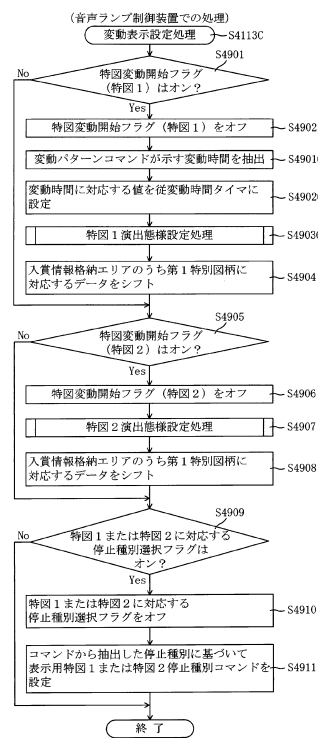 (音声ランプ制御装置での処理)
変動表示設定処理
S4113C
S4901
No
特図変動開始フラグ
(特図1)はオン?
Yes
特図変動開始フラグ(特図1)をオフ
S4902
変動パターンコマンドが示す変動時間を抽出
S4901C
変動時間に対応する値を従変動時間タイマに
設定
S4902C
特図1演出態様設定処理
S4903C
入賞情報格納エリアのうち第1特別図柄に
対応するデータをシフト
S4904
S4905
No
特図変動開始フラグ
(特図2)はオン?
Yes
特図変動開始フラグ(特図2)をオフ
S4906
特図2演出態様設定処理
S4907
入賞情報格納エリアのうち第1特別図柄に
対応するデータをシフト
S4908
S4909
No
特図1または特図2に対応する
停止種別選択フラグは
オン?
Yes
特図1または特図2に対応する
停止種別選択フラグをオフ
S4910
コマンドから抽出した停止種別に基づいて
表示用特図1または特図2停止種別コマンドを
設定
S4911
終了